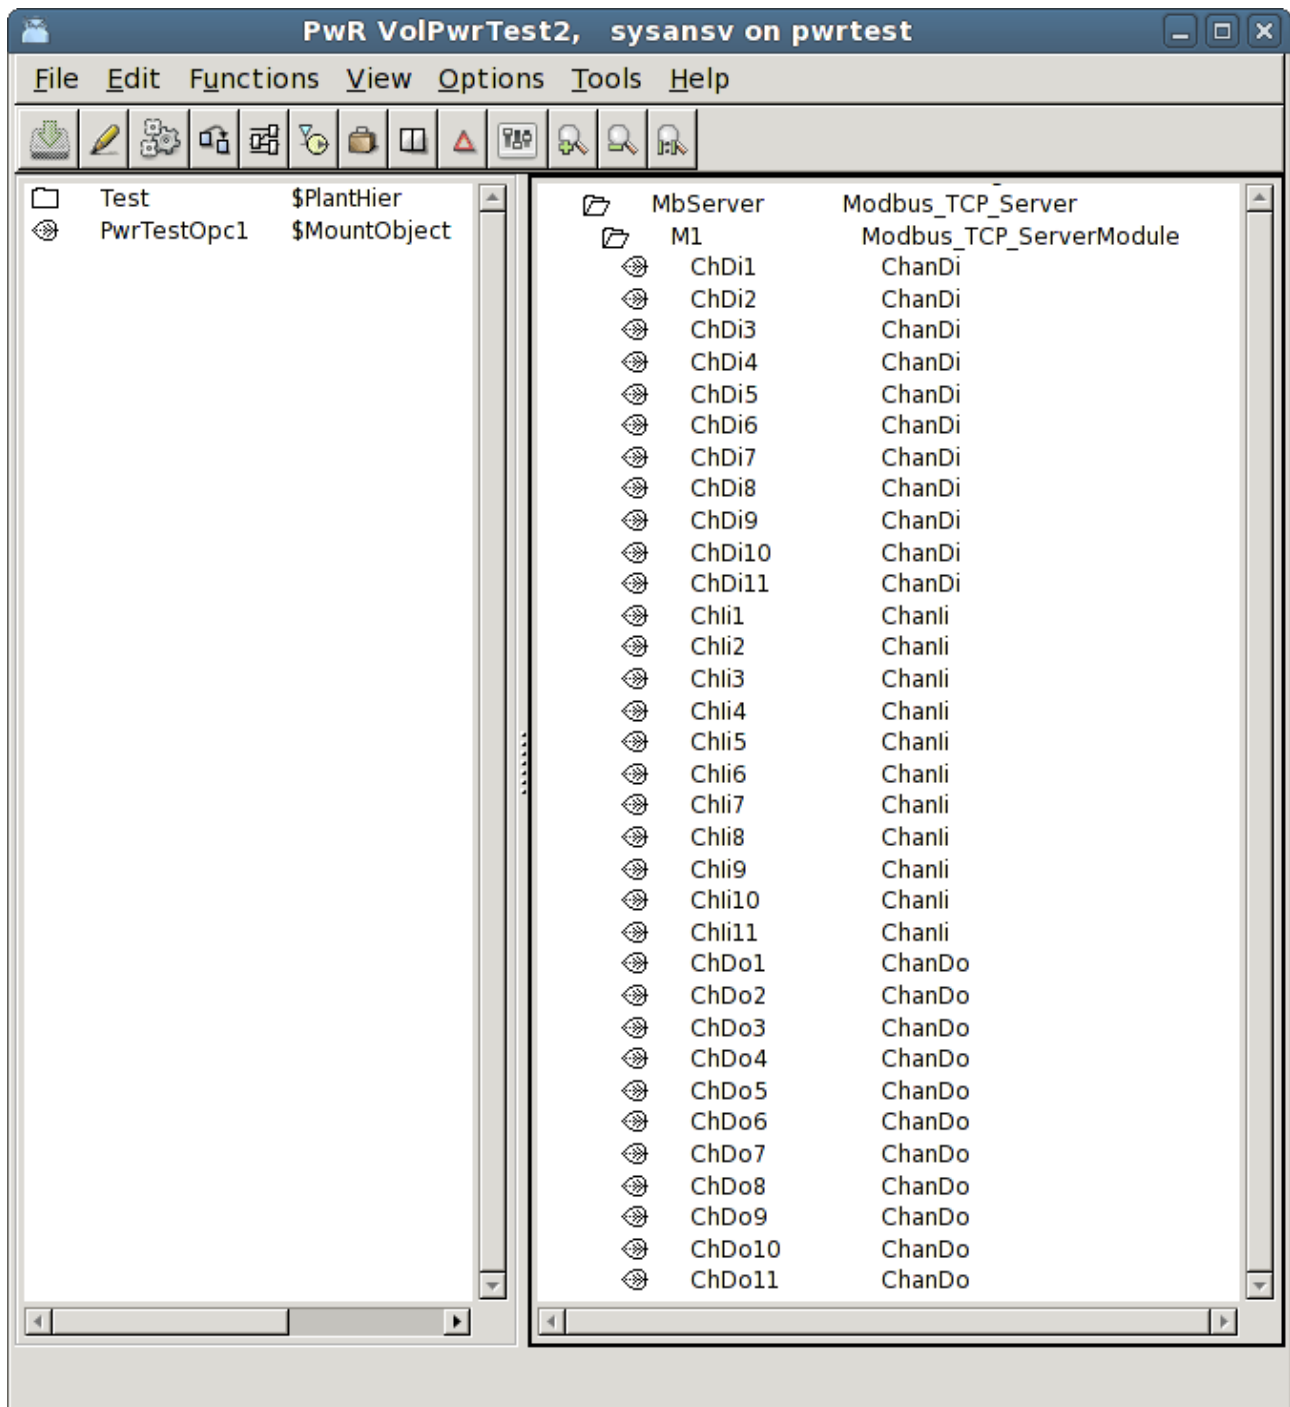 PwR VolPwrTest2, sysansv on pwrtest
File Edit Functions View Options Tools Help
Test $PlantHier
PwrTestOpc1 $MountObject
MbServer Modbus_TCP_Server
M1 Modbus_TCP_ServerModule
ChDi1 ChanDi
ChDi2 ChanDi
ChDi3 ChanDi
ChDi4 ChanDi
ChDi5 ChanDi
ChDi6 ChanDi
ChDi7 ChanDi
ChDi8 ChanDi
ChDi9 ChanDi
ChDi10 ChanDi
ChDi11 ChanDi
ChIi1 ChanIi
ChIi2 ChanIi
ChIi3 ChanIi
ChIi4 ChanIi
ChIi5 ChanIi
ChIi6 ChanIi
ChIi7 ChanIi
ChIi8 ChanIi
ChIi9 ChanIi
ChIi10 ChanIi
ChIi11 ChanIi
ChDo1 ChanDo
ChDo2 ChanDo
ChDo3 ChanDo
ChDo4 ChanDo
ChDo5 ChanDo
ChDo6 ChanDo
ChDo7 ChanDo
ChDo8 ChanDo
ChDo9 ChanDo
ChDo10 ChanDo
ChDo11 ChanDo